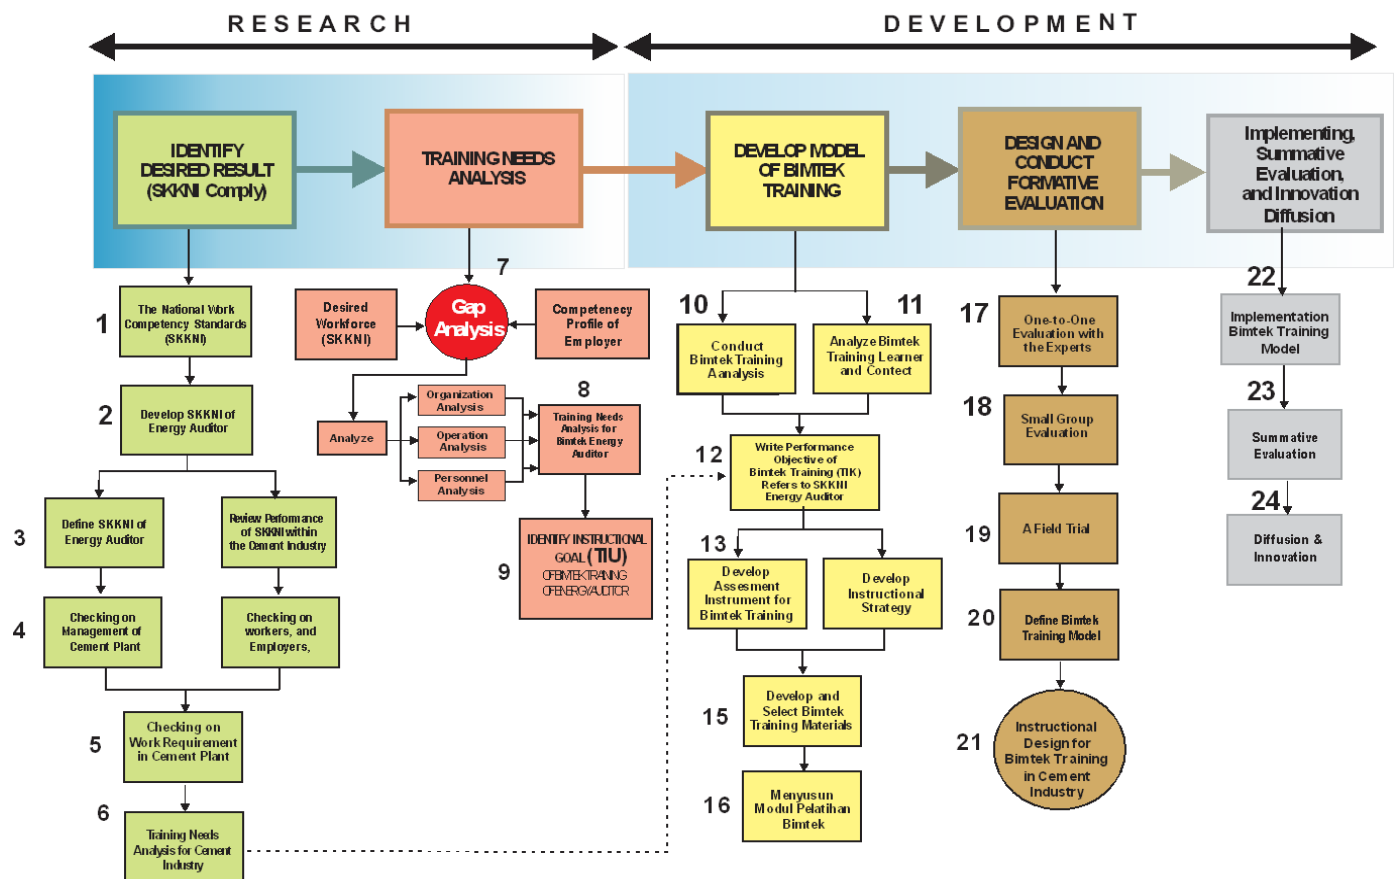 RESEARCH
DEVELOPMENT
IDENTIFY
DESIRED RESULT
(SKKNI Comply)
TRAINING NEEDS
ANALYSIS
DEVELOP MODEL
OF BIMTEK
TRAINING
DESIGN AND
CONDUCT
FORMATIVE
EVALUATION
Implementing,
Summative
Evaluation,
and Innovation
Diffusion
1
The National Work
Competency Standards
(SKKNI)
2
Develop SKKNI of
Energy Auditor
3
Define SKKNI of
Energy Auditor
Review Performance
of SKKNI within
the Cement Industry
4
Checking on
Management of
Cement Plant
Checking on
workers, and
Employers,
5
Checking on
Work Requirement
in Cement Plant
6
Training Needs
Analysis for Cement
Industry
7
Desired
Workforce
(SKKNI)
Gap
Analysis
Competenecy
Profile of
Employer
Analyze
Organization
Analysis
Operation
Analysis
Personnel Analysis
8
Training Needs
Analysis for
Bimtek Energy
Auditor
9
IDENTIFY INSTRUCTIONAL
GOAL (TIU)
OF BIMTEK TRAINING
OF ENERGY AUDITOR
10
Conduct
Bimtek Training
Aanalysis
11
Analyze Bimtek
Training Learner
and Contect
12
Write Performance
Objective of
Bimtek Training (TIK)
Refers to SKKNI
Energy Auditor
13
Develop
Assesment
Instrument for
Bimtek Training
Develop
Instructional
Strategy
15
Develop and
Select Bimtek
Training Materials
16
Menyusun
Modul Pelatihan
Bimtek
17
One-to-One
Evaluation with
the Experts
18
Small Group
Evaluation
19
A Field Trial
20
Define Bimtek
Training Model
21
Instructional
Design for
Bimtek Training
in Cement
Industry
22
Implementation
Bimtek Training
Model
23
Summative
Evaluation
24
Diffusion &
Innovation